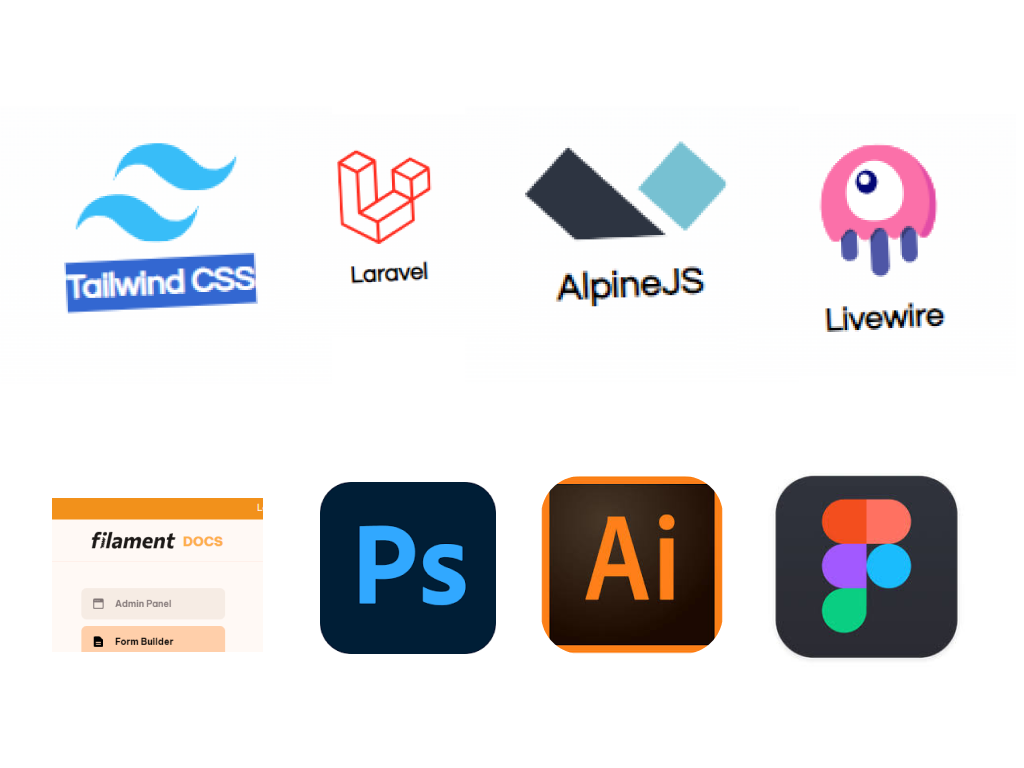 Tailwind CSS
Laravel
AlpineJS
Livewire
L
filament DOCS
Admin Panel
Form Builder
Ps
Ai